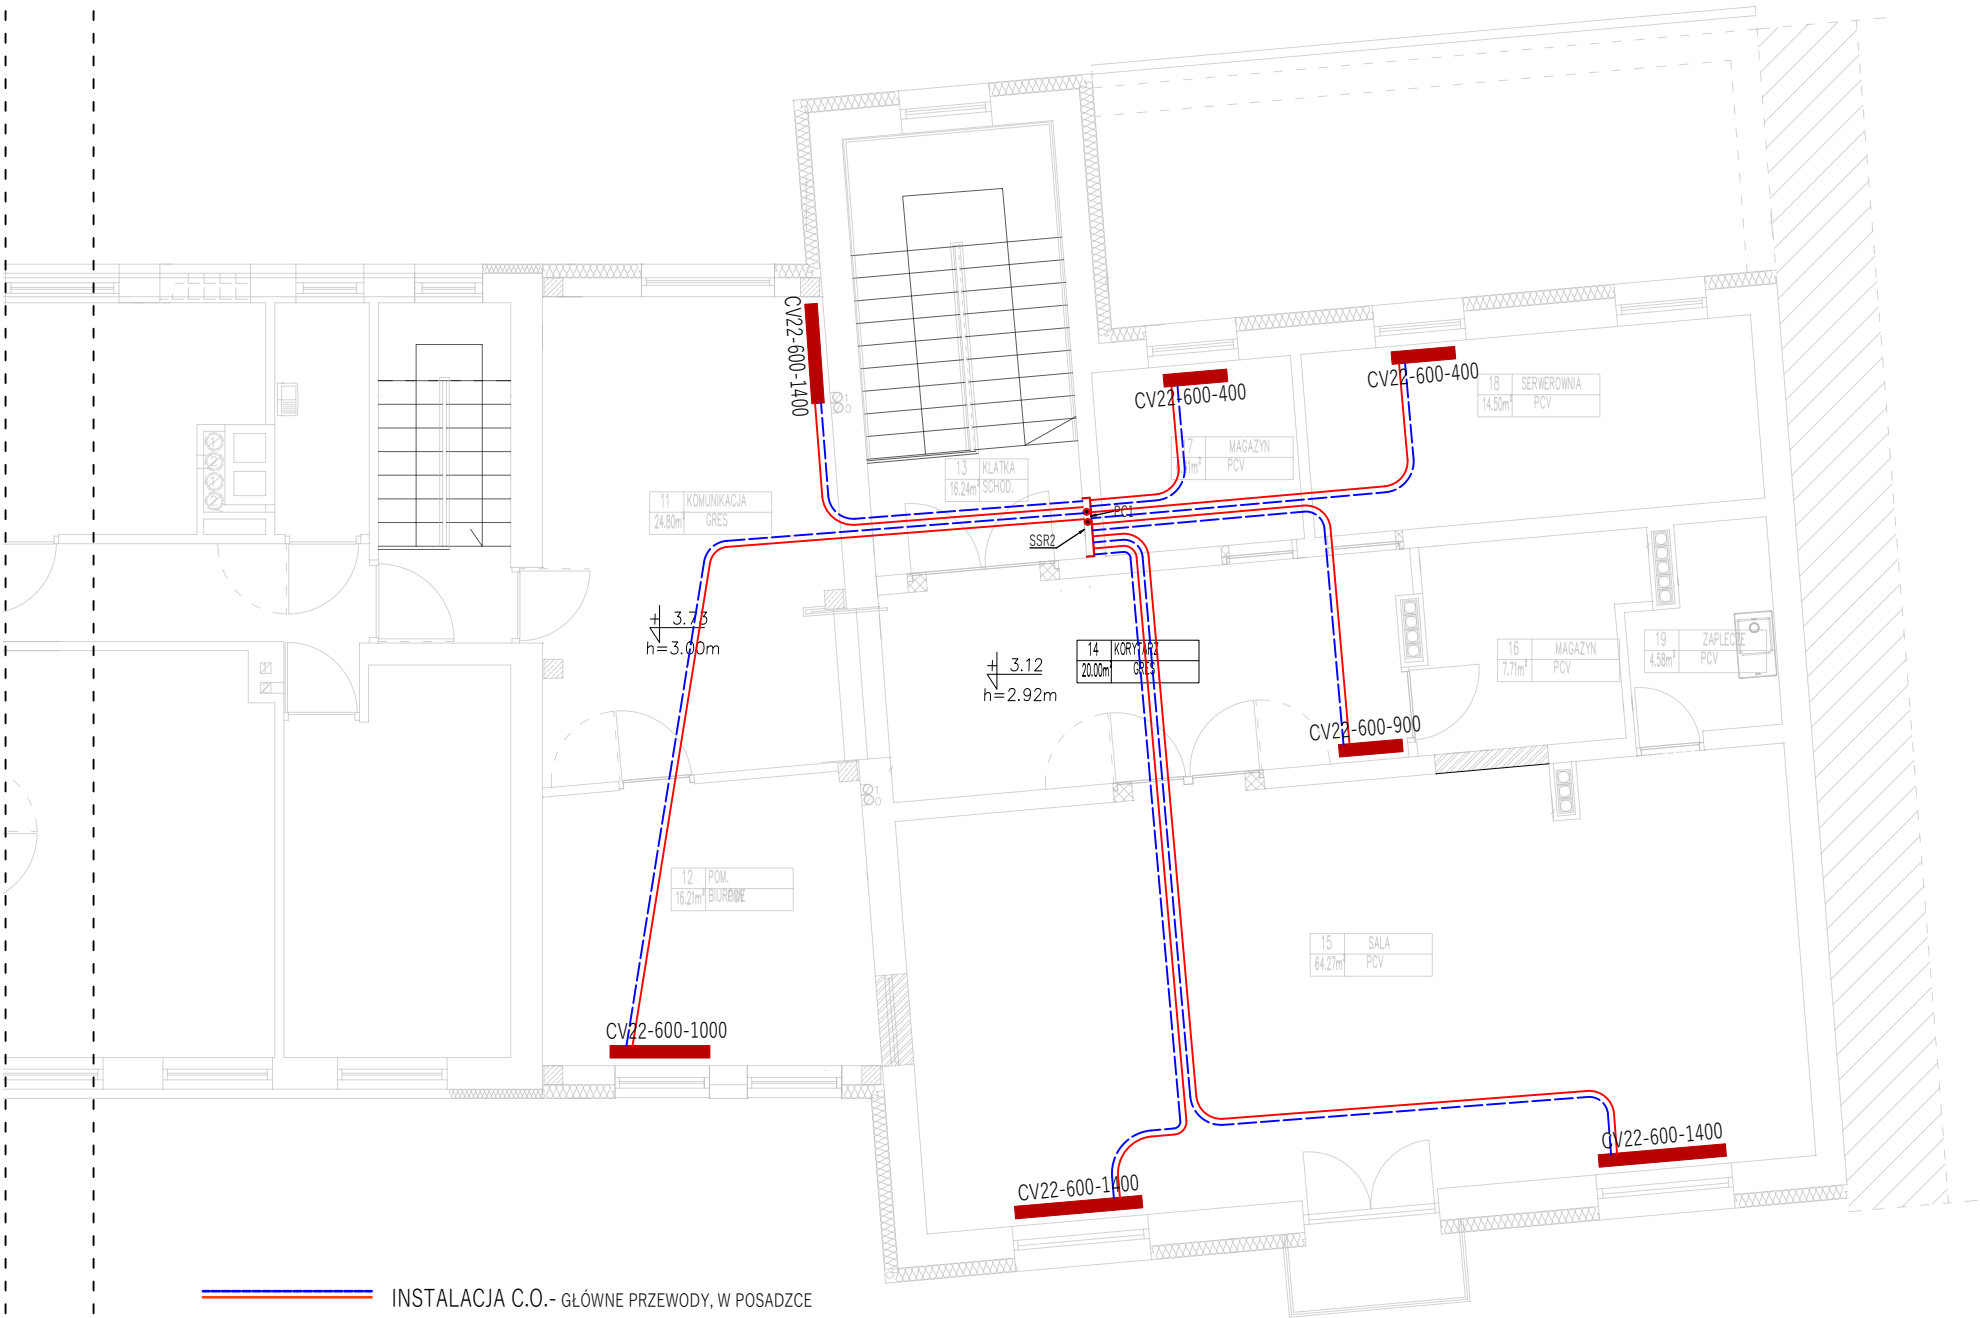 CV22-600-1400
CV22-600-400
CV22-600-400
18 SERWEROWNIA
14.50m² PCV
MAGAZYN
PCV
13 KLATKA
16.24m² SCHOD.
11 KOMUNIKACJA
24.80m² GRES
PC1
SSR2
+ 3.73
h=3.00m
+ 3.12
h=2.92m
14 KORYTARZ
20.00m² GRES
16 MAGAZYN
7.71m² PCV
19 ZAPLECZE
4.58m² PCV
CV22-600-900
12 POM.
16.21m²
15 SALA
64.27m² PCV
CV22-600-1000
CV22-600-1400
CV22-600-1400
INSTALACJA C.O.- GŁÓWNE PRZEWODY, W POSADZCE